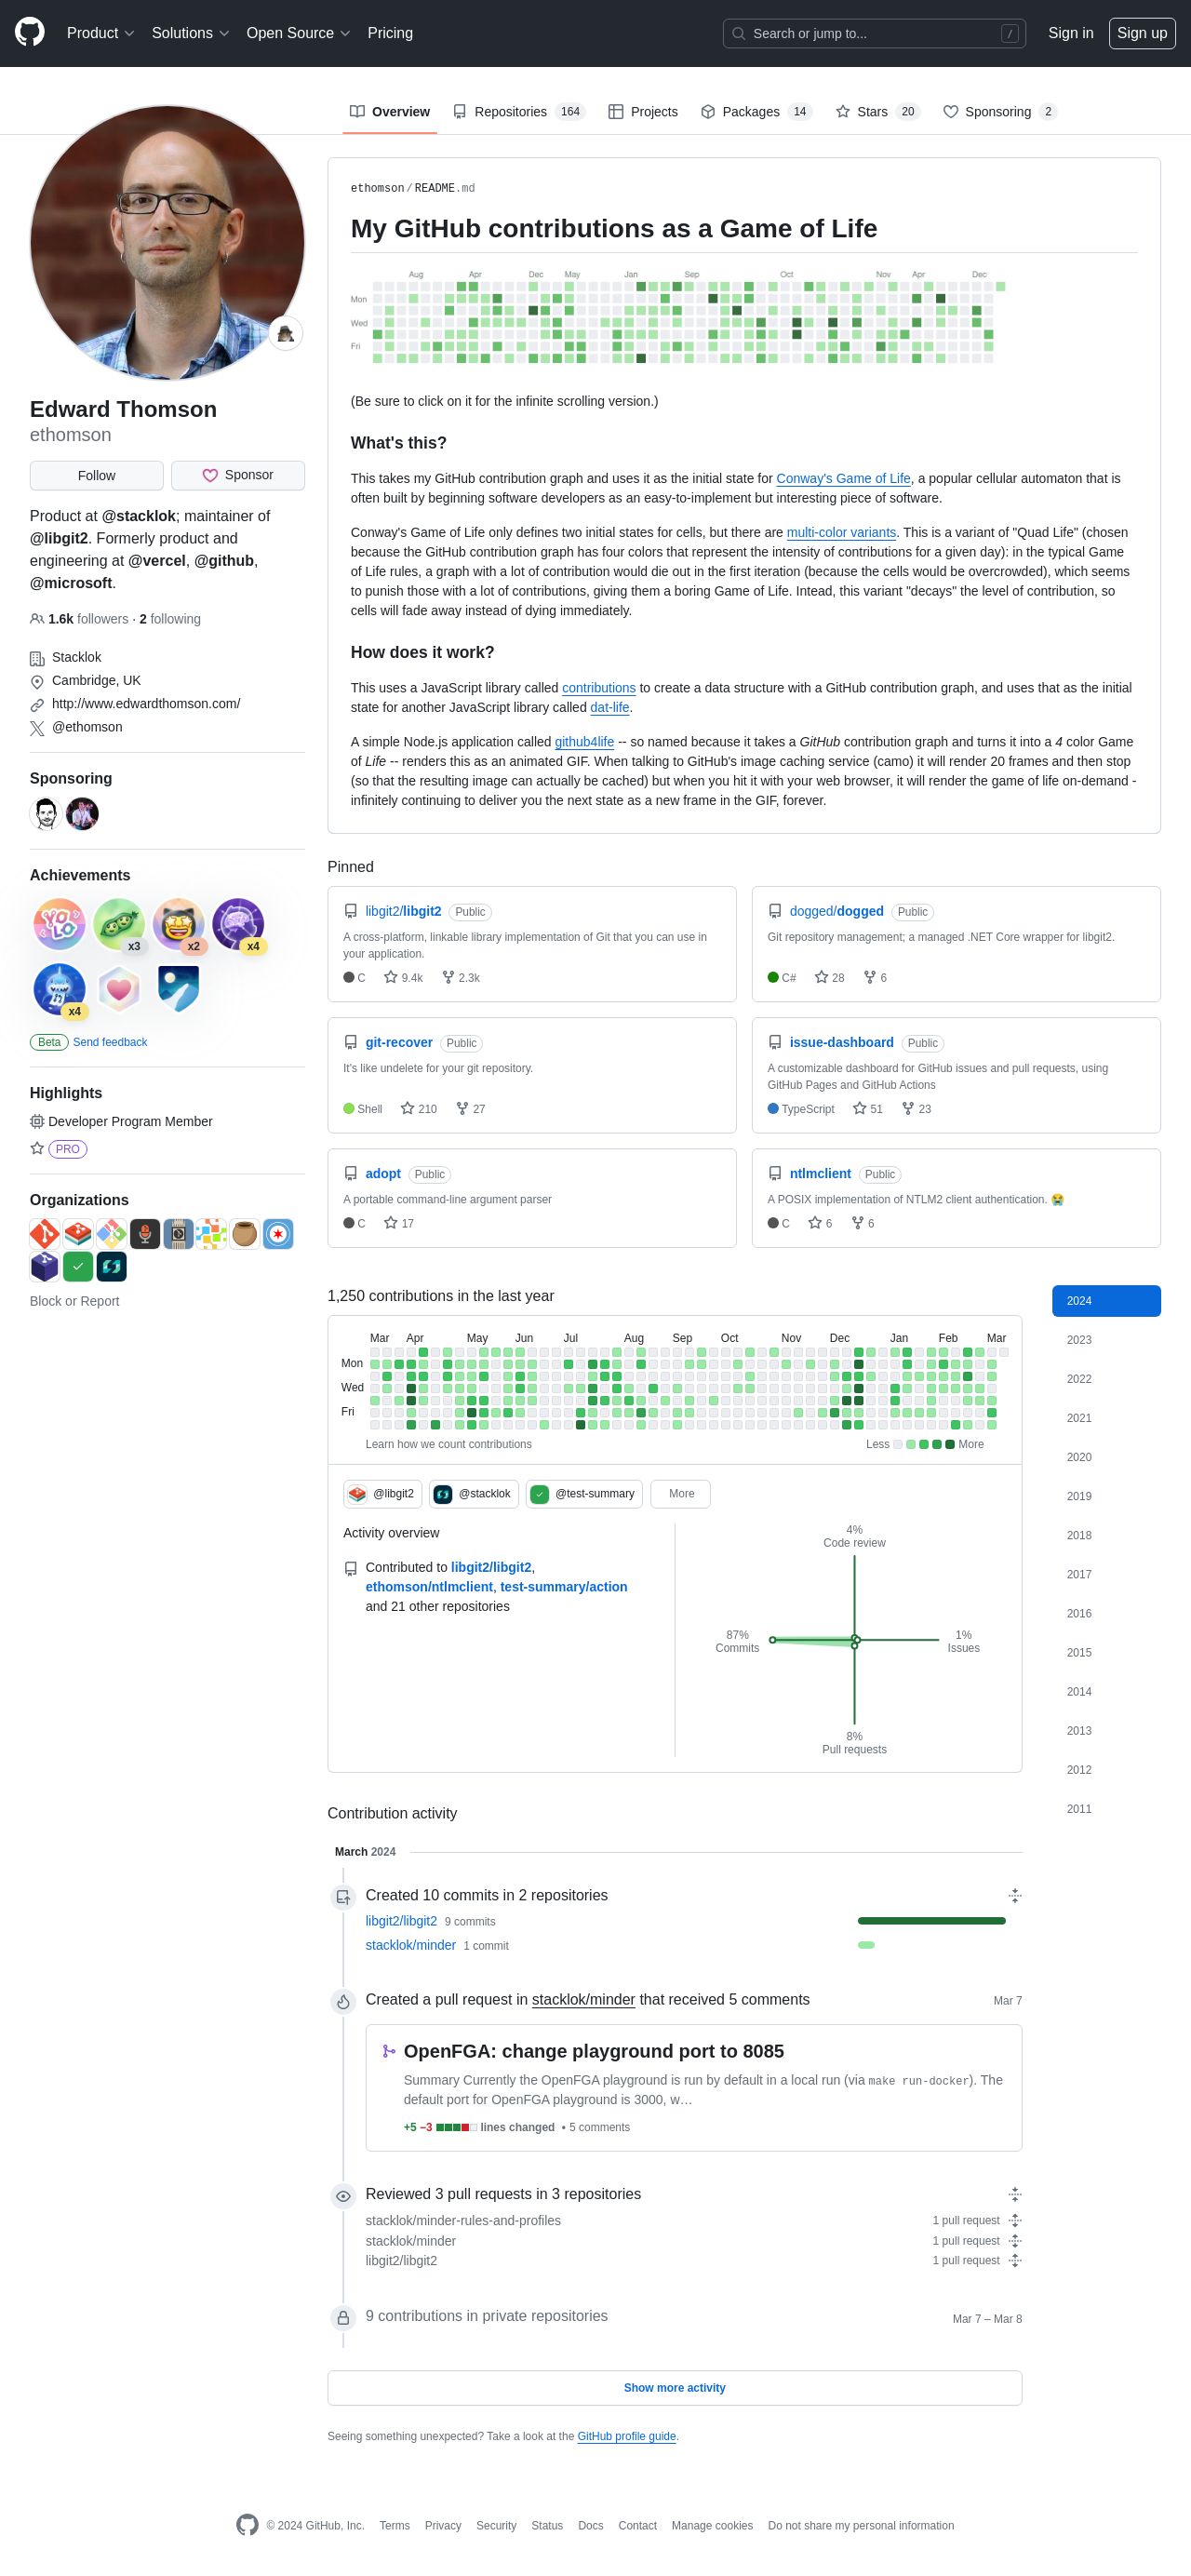 Product
Solutions
Open Source
Pricing
Search or jump to...
/
Sign in
Sign up
Overview
Repositories 164
Projects
Packages 14
Stars 20
Sponsoring 2
Edward Thomson
ethomson
Follow
Sponsor
Product at @stacklok; maintainer of
@libgit2. Formerly product and
engineering at @vercel, @github,
@microsoft.
1.6k followers · 2 following
Stacklok
Cambridge, UK
http://www.edwardthomson.com/
@ethomson
Sponsoring
Achievements
YOLO
x3
x2
x4
x4
Beta Send feedback
Highlights
Developer Program Member
PRO
Organizations
Block or Report
ethomson/README.md
My GitHub contributions as a Game of Life
Aug Apr Dec May Jan Sep Oct Nov Apr Dec
Mon
Wed
Fri
(Be sure to click on it for the infinite scrolling version.)
What's this?
This takes my GitHub contribution graph and uses it as the initial state for Conway's Game of Life, a popular cellular automaton that is
often built by beginning software developers as an easy-to-implement but interesting piece of software.
Conway's Game of Life only defines two initial states for cells, but there are multi-color variants. This is a variant of "Quad Life" (chosen
because the GitHub contribution graph has four colors that represent the intensity of contributions for a given day): in the typical Game
of Life rules, a graph with a lot of contribution would die out in the first iteration (because the cells would be overcrowded), which seems
to punish those with a lot of contributions, giving them a boring Game of Life. Intead, this variant "decays" the level of contribution, so
cells will fade away instead of dying immediately.
How does it work?
This uses a JavaScript library called contributions to create a data structure with a GitHub contribution graph, and uses that as the initial
state for another JavaScript library called dat-life.
A simple Node.js application called github4life -- so named because it takes a GitHub contribution graph and turns it into a 4 color Game
of Life -- renders this as an animated GIF. When talking to GitHub's image caching service (camo) it will render 20 frames and then stop
(so that the resulting image can actually be cached) but when you hit it with your web browser, it will render the game of life on-demand -
infinitely continuing to deliver you the next state as a new frame in the GIF, forever.
Pinned
libgit2/libgit2 Public
A cross-platform, linkable library implementation of Git that you can use in
your application.
C 9.4k 2.3k
dogged/dogged Public
Git repository management; a managed .NET Core wrapper for libgit2.
C# 28 6
git-recover Public
It's like undelete for your git repository.
Shell 210 27
issue-dashboard Public
A customizable dashboard for GitHub issues and pull requests, using
GitHub Pages and GitHub Actions
TypeScript 51 23
adopt Public
A portable command-line argument parser
C 17
ntlmclient Public
A POSIX implementation of NTLM2 client authentication. 😭
C 6 6
1,250 contributions in the last year
Mar Apr May Jun Jul Aug Sep Oct Nov Dec Jan Feb Mar
Mon
Wed
Fri
Learn how we count contributions
Less More
@libgit2
@stacklok
@test-summary
More
Activity overview
Contributed to libgit2/libgit2,
ethomson/ntlmclient, test-summary/action
and 21 other repositories
4%
Code review
87%
Commits
1%
Issues
8%
Pull requests
2024
2023
2022
2021
2020
2019
2018
2017
2016
2015
2014
2013
2012
2011
Contribution activity
March 2024
Created 10 commits in 2 repositories
libgit2/libgit2 9 commits
stacklok/minder 1 commit
Created a pull request in stacklok/minder that received 5 comments
Mar 7
OpenFGA: change playground port to 8085
Summary Currently the OpenFGA playground is run by default in a local run (via make run-docker). The
default port for OpenFGA playground is 3000, w…
+5 −3 lines changed • 5 comments
Reviewed 3 pull requests in 3 repositories
stacklok/minder-rules-and-profiles 1 pull request
stacklok/minder 1 pull request
libgit2/libgit2 1 pull request
9 contributions in private repositories
Mar 7 – Mar 8
Show more activity
Seeing something unexpected? Take a look at the GitHub profile guide.
© 2024 GitHub, Inc.
Terms
Privacy
Security
Status
Docs
Contact
Manage cookies
Do not share my personal information